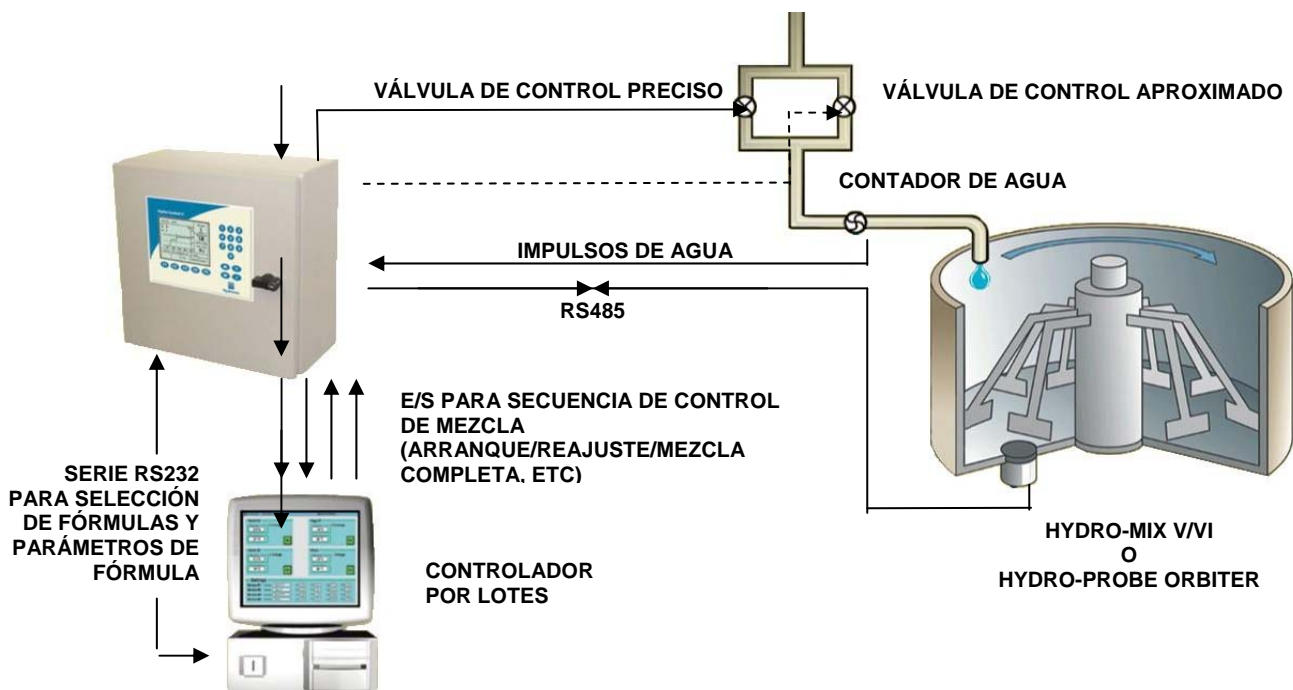 VÁLVULA DE CONTROL PRECISO
VÁLVULA DE CONTROL APROXIMADO
CONTADOR DE AGUA
IMPULSOS DE AGUA
RS485
E/S PARA SECUENCIA DE CONTROL
DE MEZCLA
(ARRANQUE/REAJUSTE/MEZCLA
COMPLETA, ETC)
SERIE RS232
PARA SELECCIÓN
DE FÓRMULAS Y
PARÁMETROS DE
FÓRMULA
CONTROLADOR
POR LOTES
HYDRO-MIX V/VI
O
HYDRO-PROBE ORBITER